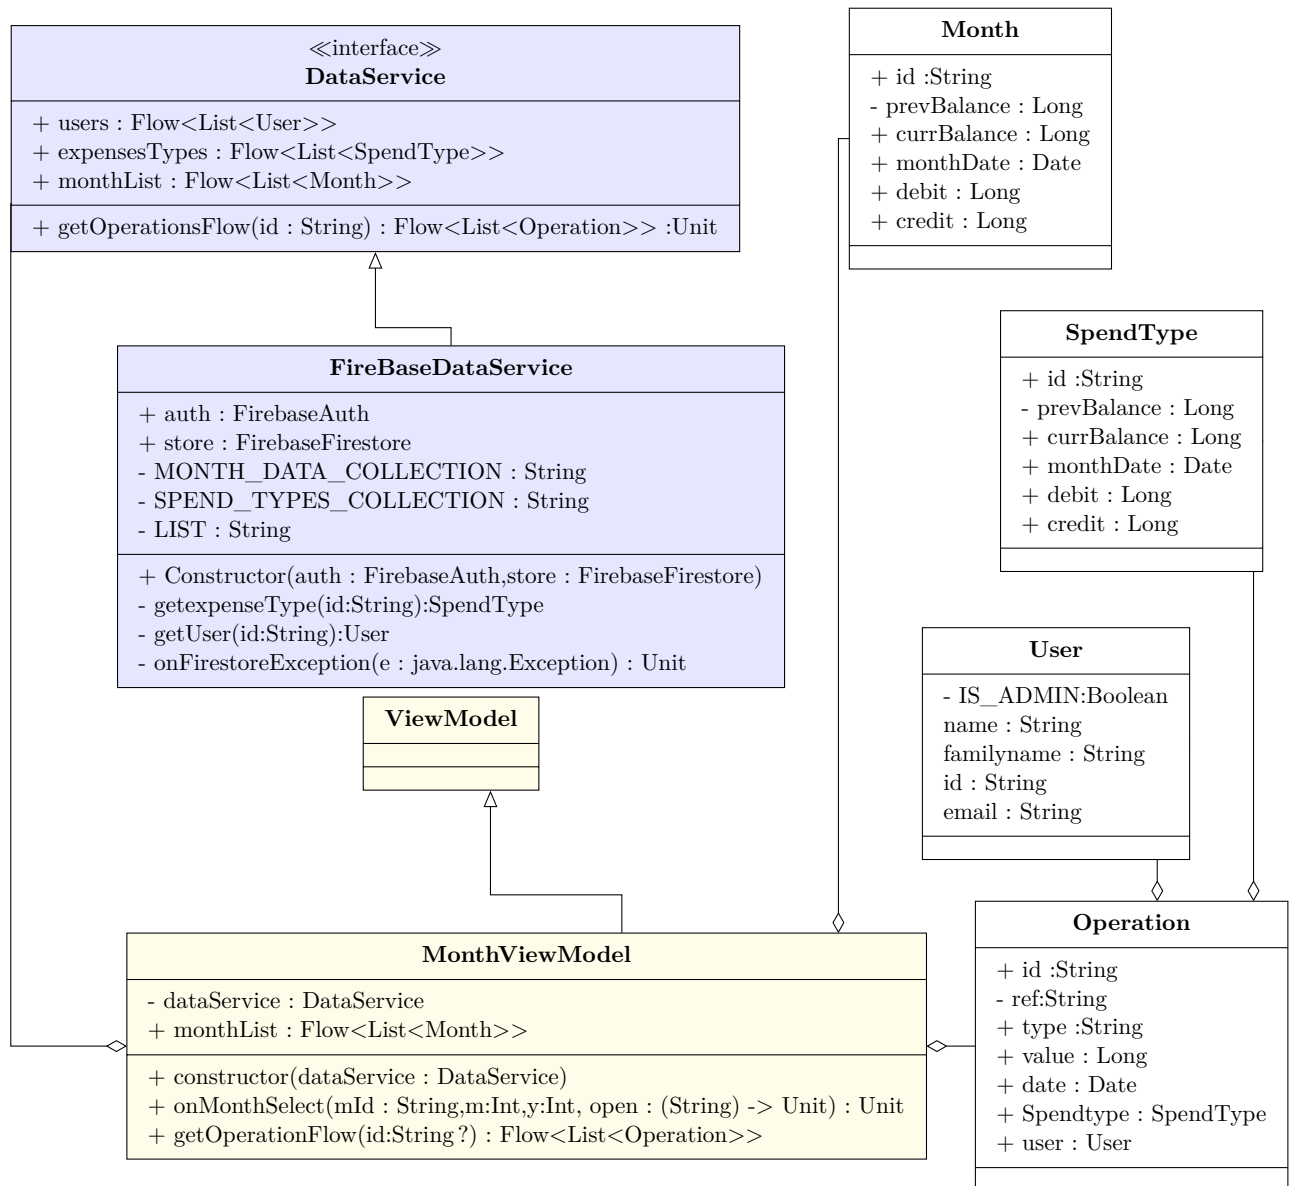 ≪interface≫
DataService
+ users : Flow<List<User>>
+ expensesTypes : Flow<List<SpendType>>
+ monthList : Flow<List<Month>>
+ getOperationsFlow(id : String) : Flow<List<Operation>> :Unit
Month
+ id :String
- prevBalance : Long
+ currBalance : Long
+ monthDate : Date
+ debit : Long
+ credit : Long
SpendType
+ id :String
- prevBalance : Long
+ currBalance : Long
+ monthDate : Date
+ debit : Long
+ credit : Long
FireBaseDataService
+ auth : FirebaseAuth
+ store : FirebaseFirestore
- MONTH_DATA_COLLECTION : String
- SPEND_TYPES_COLLECTION : String
- LIST : String
+ Constructor(auth : FirebaseAuth,store : FirebaseFirestore)
- getexpenseType(id:String):SpendType
- getUser(id:String):User
- onFirestoreException(e : java.lang.Exception) : Unit
User
- IS_ADMIN:Boolean
name : String
familyname : String
id : String
email : String
ViewModel
MonthViewModel
- dataService : DataService
+ monthList : Flow<List<Month>>
+ constructor(dataService : DataService)
+ onMonthSelect(mId : String,m:Int,y:Int, open : (String) -> Unit) : Unit
+ getOperationFlow(id:String?) : Flow<List<Operation>>
Operation
+ id :String
- ref:String
+ type :String
+ value : Long
+ date : Date
+ Spendtype : SpendType
+ user : User